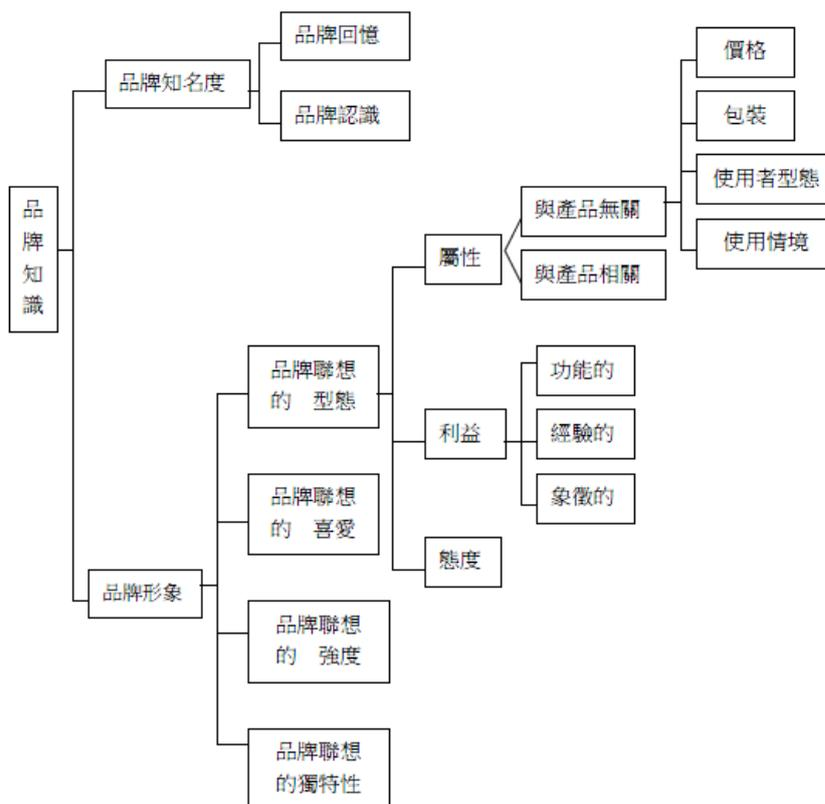 品牌回憶
價格
品牌知名度
包裝
品牌認識
使用者型態
品
牌
知
識
與產品無關
使用情境
屬性
與產品相關
品牌聯想
的 型態
功能的
利益
經驗的
象徵的
品牌聯想
的 喜愛
態度
品牌形象
品牌聯想
的 強度
品牌聯想
的獨特性